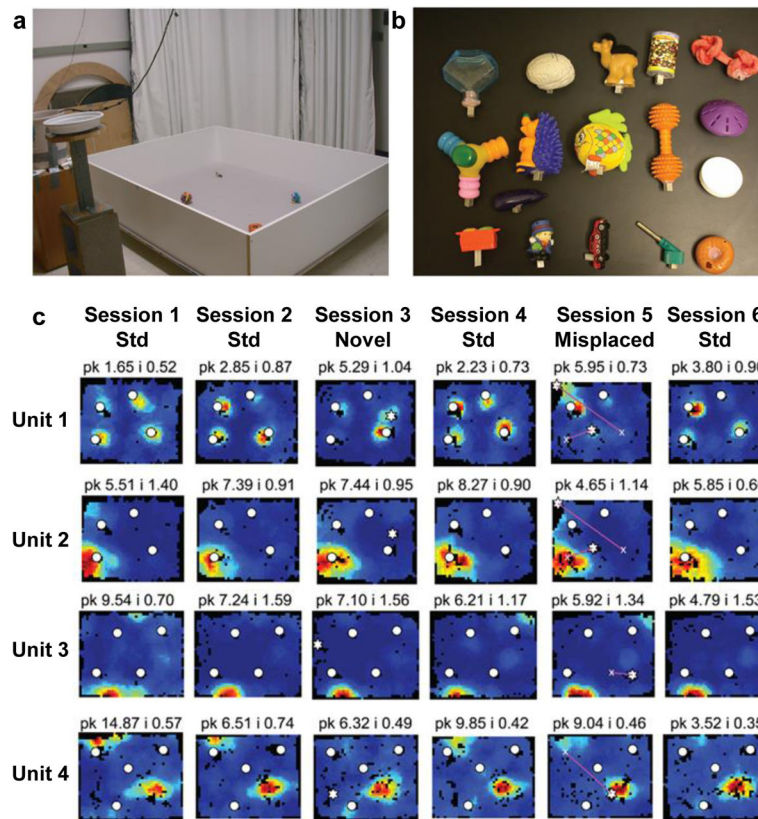 a
b
c
Session 1 Session 2 Session 3 Session 4 Session 5 Session 6
Std Std Novel Std Misplaced Std
pk 1.65 i 0.52 pk 2.85 i 0.87 pk 5.29 i 1.04 pk 2.23 i 0.73 pk 5.95 i 0.73 pk 3.80 i
Unit 1
pk 5.51 i 1.40 pk 7.39 i 0.91 pk 7.44 i 0.95 pk 8.27 i 0.90 pk 4.65 i 1.14 pk 5.85 i
Unit 2
pk 9.54 i 0.70 pk 7.24 i 1.59 pk 7.10 i 1.56 pk 6.21 i 1.17 pk 5.92 i 1.34 pk 4.79 i 1.53
Unit 3
pk 14.87 i 0.57 pk 6.51 i 0.74 pk 6.32 i 0.49 pk 9.85 i 0.42 pk 9.04 i 0.46 pk 3.52 i 0.35
Unit 4